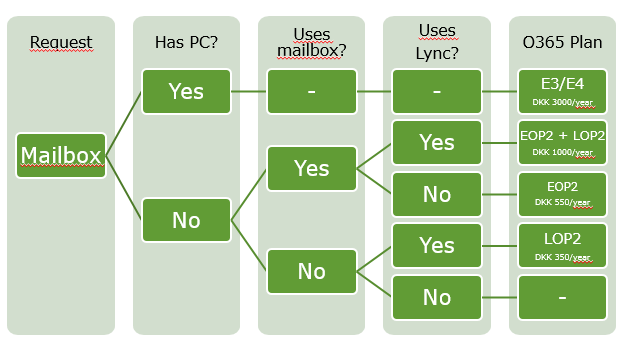 Request
Has PC?
Uses
mailbox?
Uses
Lync?
O365 Plan
Mailbox
Yes
-
-
E3/E4
DKK 3000/year
No
Yes
Yes
EOP2 + LOP2
DKK 1000/year
No
EOP2
DKK 550/year
No
Yes
LOP2
DKK 350/year
No
-